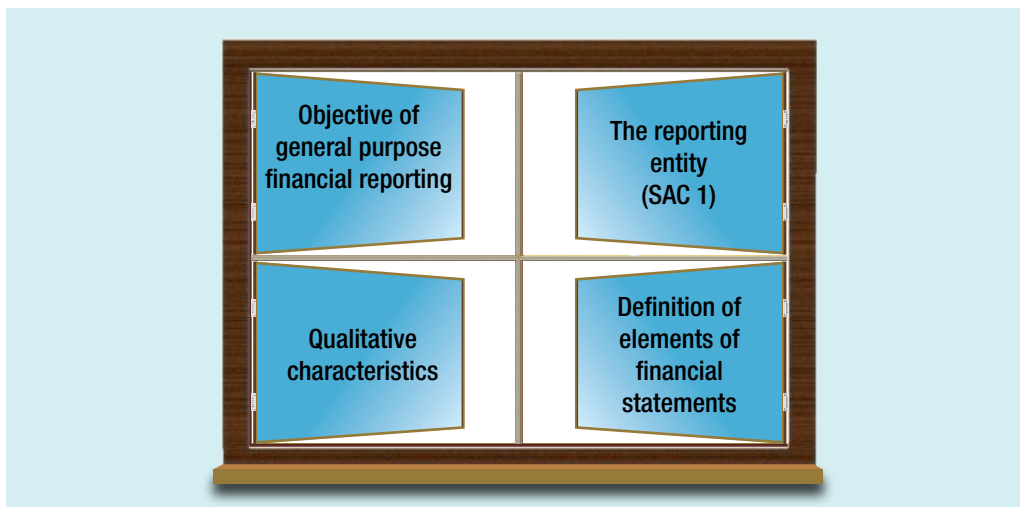 Objective of
general purpose
financial reporting
The reporting
entity
(SAC 1)
Qualitative
characteristics
Definition of
elements of
financial
statements